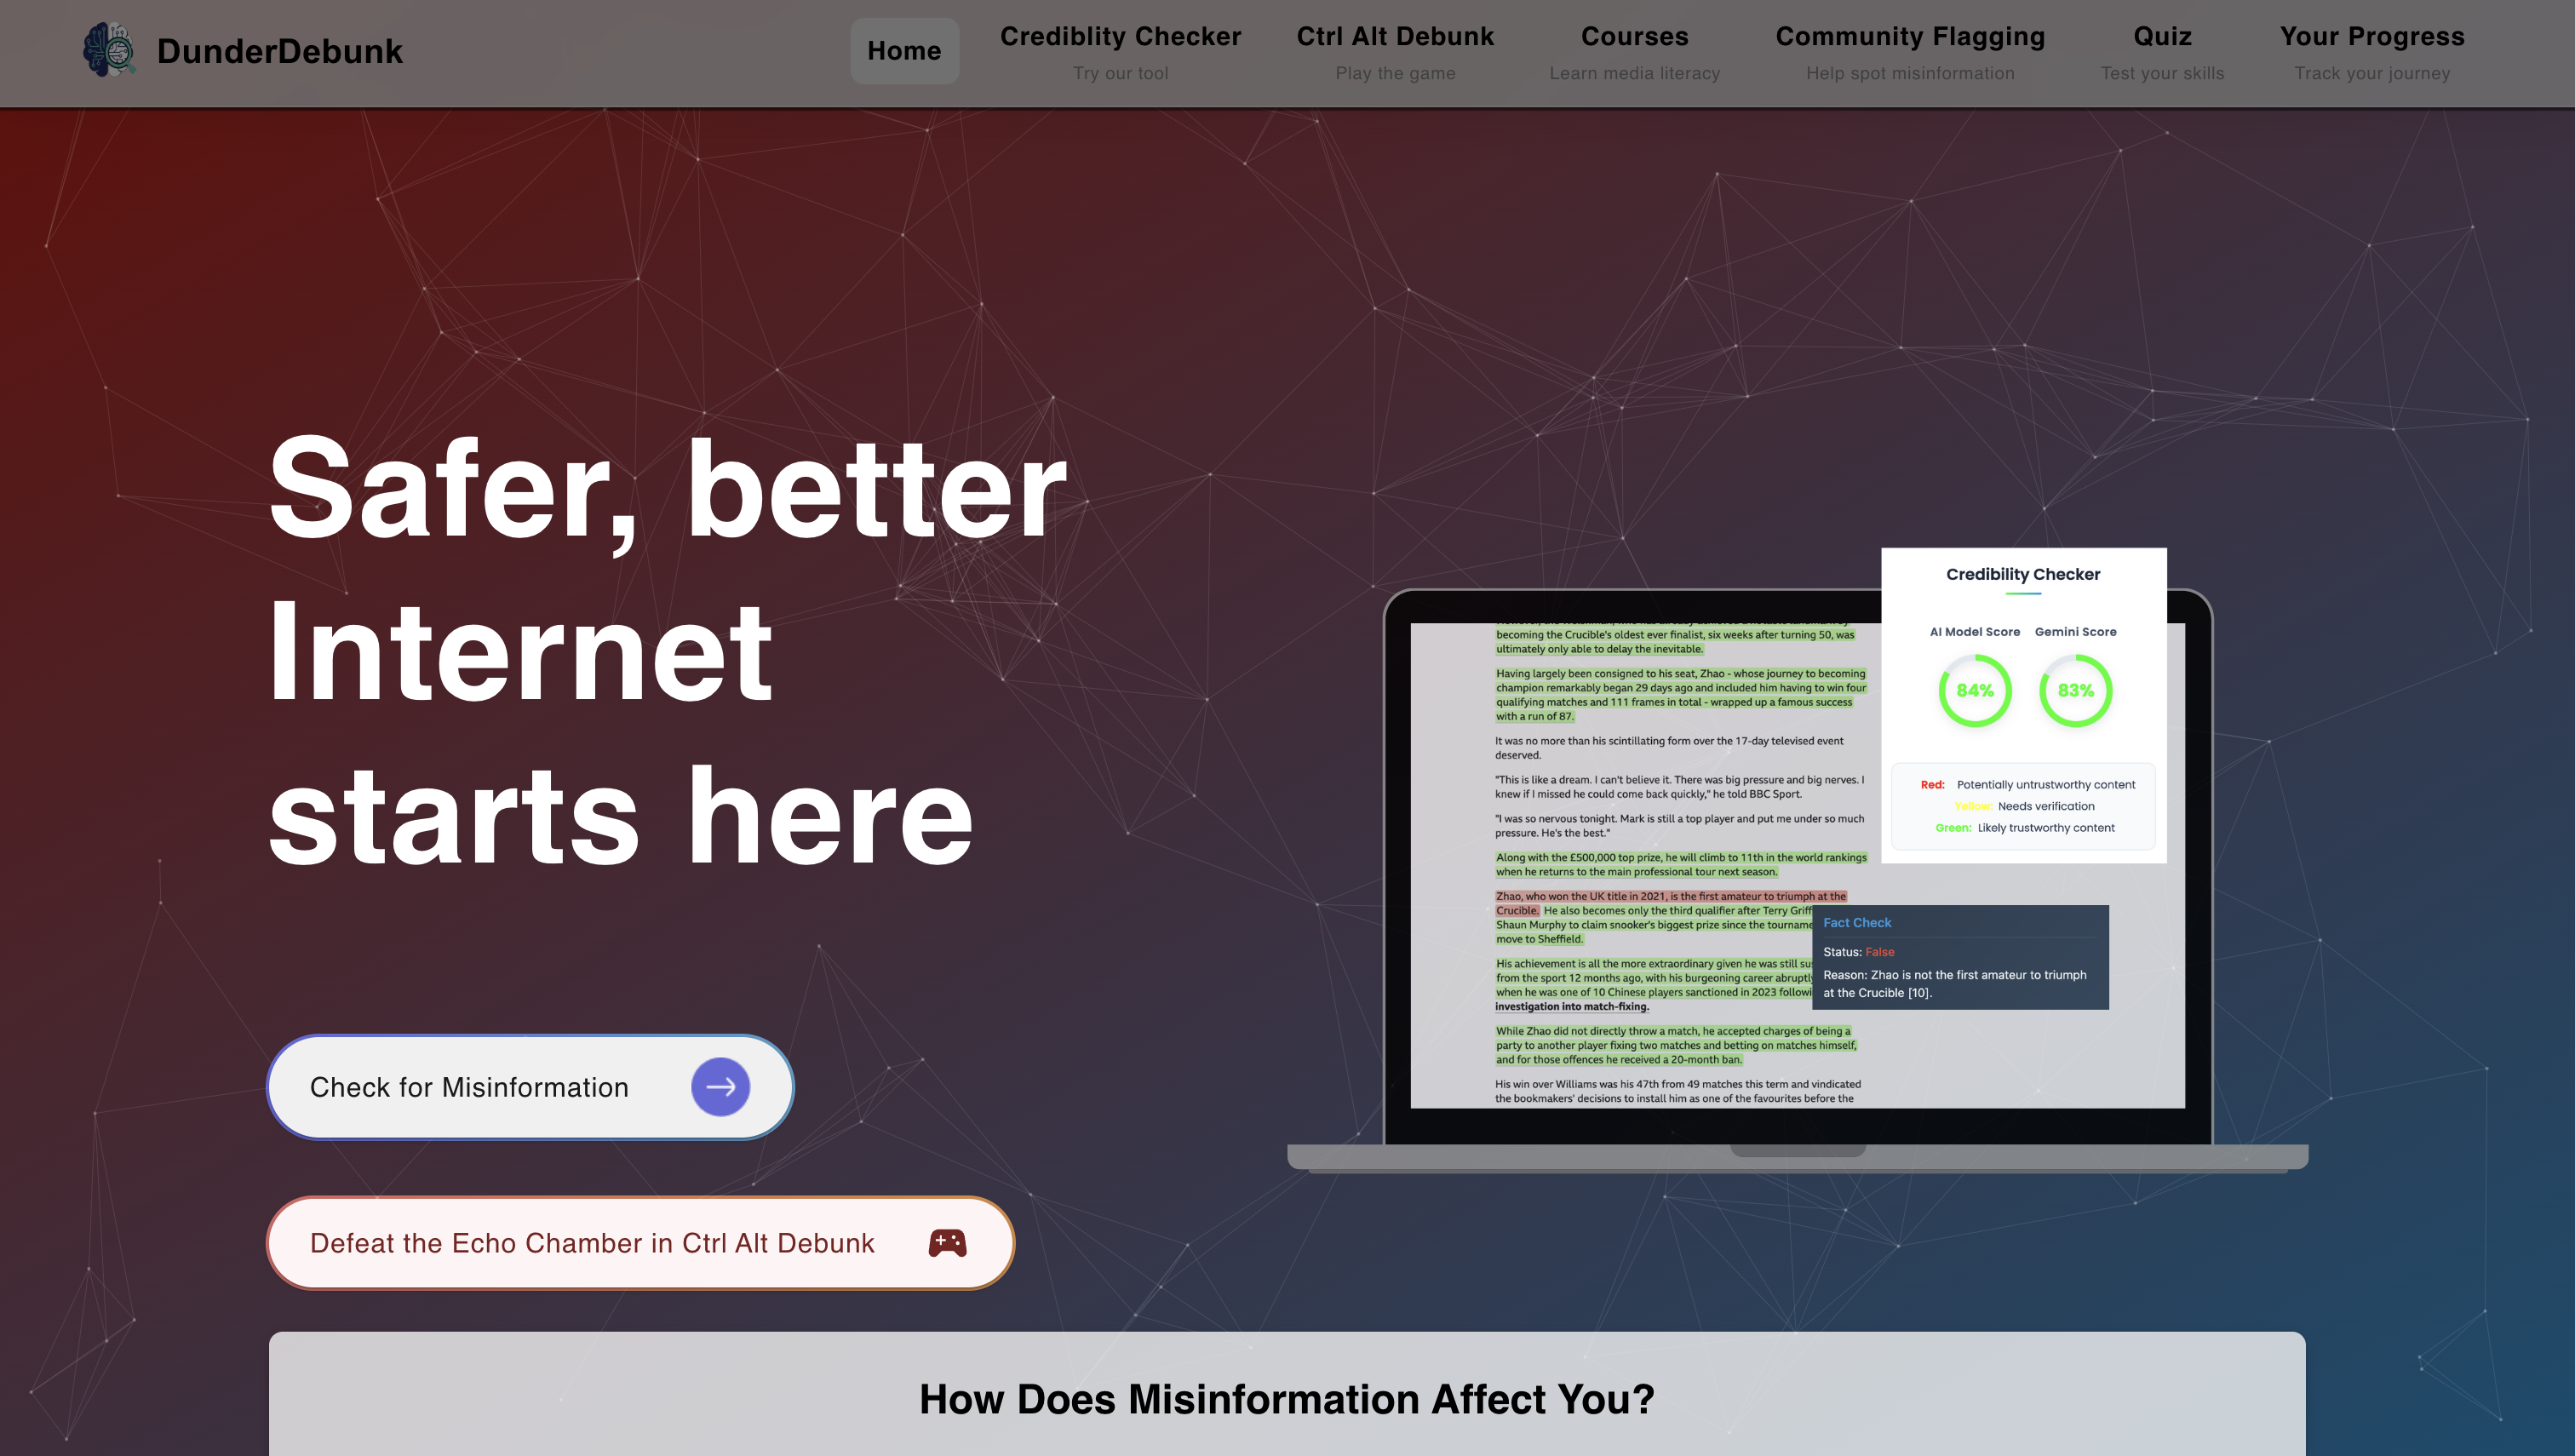 DunderDebunk
Home
Crediblity Checker
Try our tool
Ctrl Alt Debunk
Play the game
Courses
Learn media literacy
Community Flagging
Help spot misinformation
Quiz
Test your skills
Your Progress
Track your journey
Safer, better
Internet
starts here
Check for Misinformation
Defeat the Echo Chamber in Ctrl Alt Debunk
becoming the Crucible's oldest ever finalist, six weeks after turning 50, was
ultimately only able to delay the inevitable.
Having largely been consigned to his seat, Zhao - whose journey to becoming
champion remarkably began 29 days ago and included him having to win four
qualifying matches and 111 frames in total - wrapped up a famous success
with a run of 87.
It was no more than his scintillating form over the 17-day televised event
deserved.
"This is like a dream. I can't believe it. There was big pressure and big nerves. I
knew if I missed he could come back quickly," he told BBC Sport.
"I was so nervous tonight. Mark is still a top player and put me under so much
pressure. He's the best."
Along with the £500,000 top prize, he will climb to 11th in the world rankings
when he returns to the main professional tour next season.
Zhao, who won the UK title in 2021, is the first amateur to triumph at the
Crucible. He also becomes only the third qualifier after Terry Griff
Shaun Murphy to claim snooker's biggest prize since the tourname
move to Sheffield.
His achievement is all the more extraordinary given he was still sus
from the sport 12 months ago, with his burgeoning career abruptl
when he was one of 10 Chinese players sanctioned in 2023 followi
investigation into match-fixing.
While Zhao did not directly throw a match, he accepted charges of being a
party to another player fixing two matches and betting on matches himself,
and for those offences he received a 20-month ban.
His win over Williams was his 47th from 49 matches this term and vindicated
the bookmakers' decisions to install him as one of the favourites before the
Credibility Checker
AI Model Score
Gemini Score
84%
83%
Red: Potentially untrustworthy content
Yellow: Needs verification
Green: Likely trustworthy content
Fact Check
Status: False
Reason: Zhao is not the first amateur to triumph
at the Crucible [10].
How Does Misinformation Affect You?